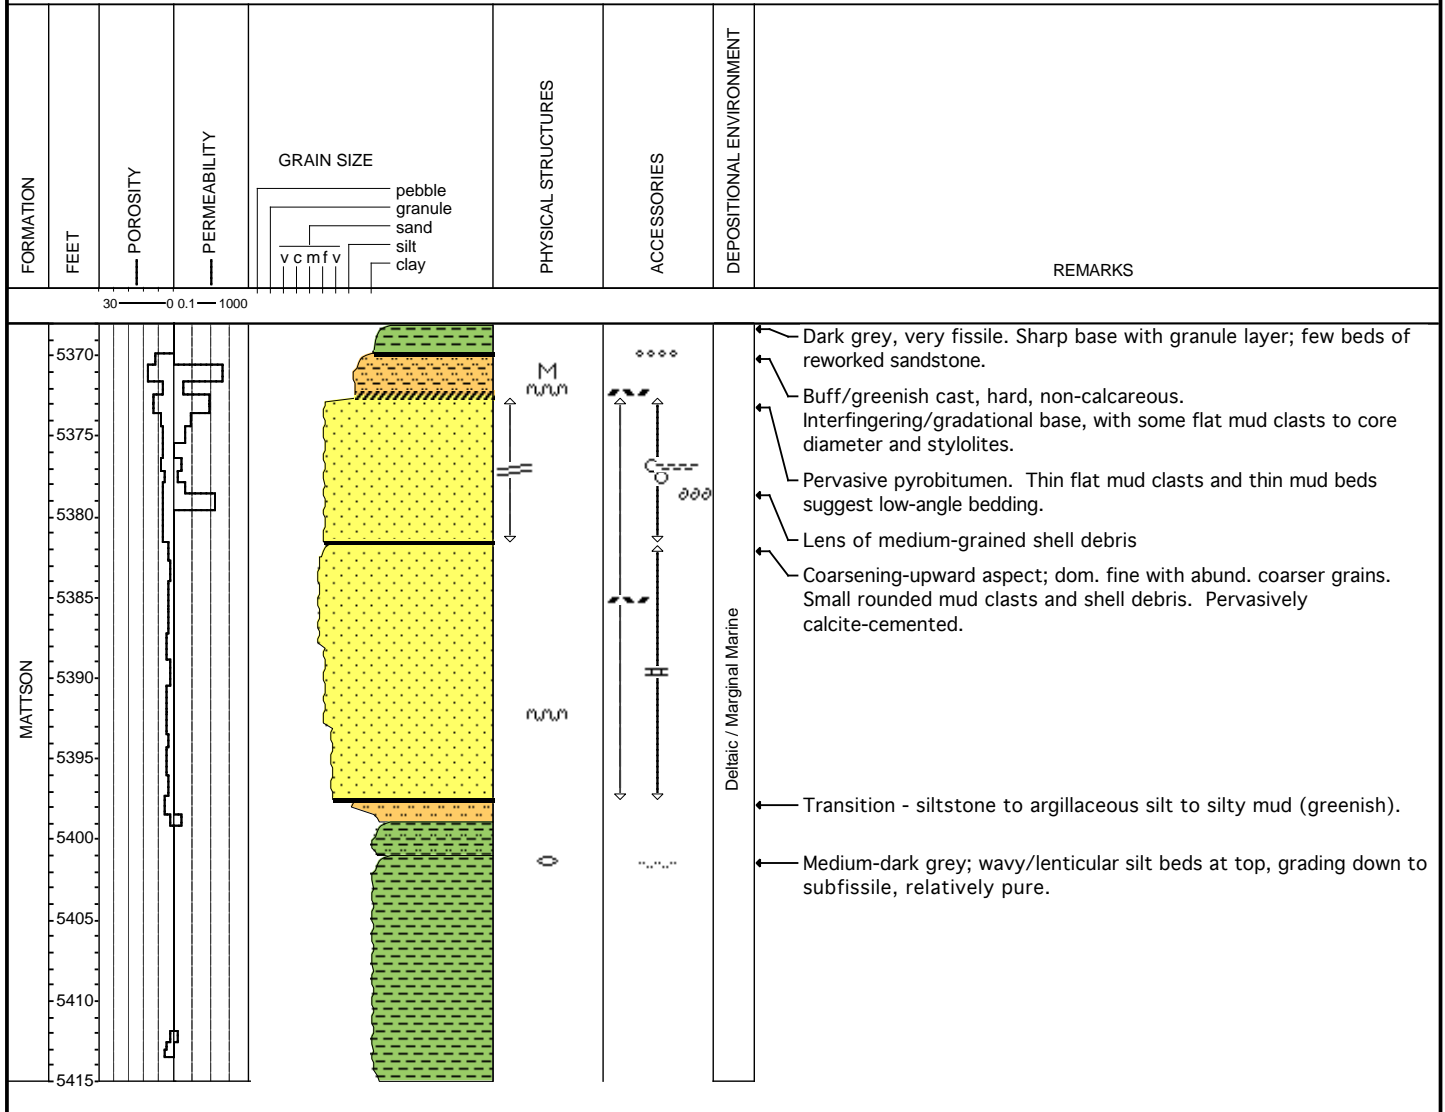 FORMATION
FEET
POROSITY
PERMEABILITY
GRAIN SIZE
pebble
granule
sand
silt
clay
v c m f v
PHYSICAL STRUCTURES
ACCESSORIES
DEPOSITIONAL ENVIRONMENT
REMARKS
30 0 0.1 1000
MATTSON
5370
5375
5380
5385
5390
5395
5400
5405
5410
5415
M
Deltaic / Marginal Marine
Dark grey, very fissile. Sharp base with granule layer; few beds of
reworked sandstone.
Buff/greenish cast, hard, non-calcareous.
Interfingering/gradational base, with some flat mud clasts to core
diameter and stylolites.
Pervasive pyrobitumen. Thin flat mud clasts and thin mud beds
suggest low-angle bedding.
Lens of medium-grained shell debris
Coarsening-upward aspect; dom. fine with abund. coarser grains.
Small rounded mud clasts and shell debris. Pervasively
calcite-cemented.
Transition - siltstone to argillaceous silt to silty mud (greenish).
Medium-dark grey; wavy/lenticular silt beds at top, grading down to
subfissile, relatively pure.